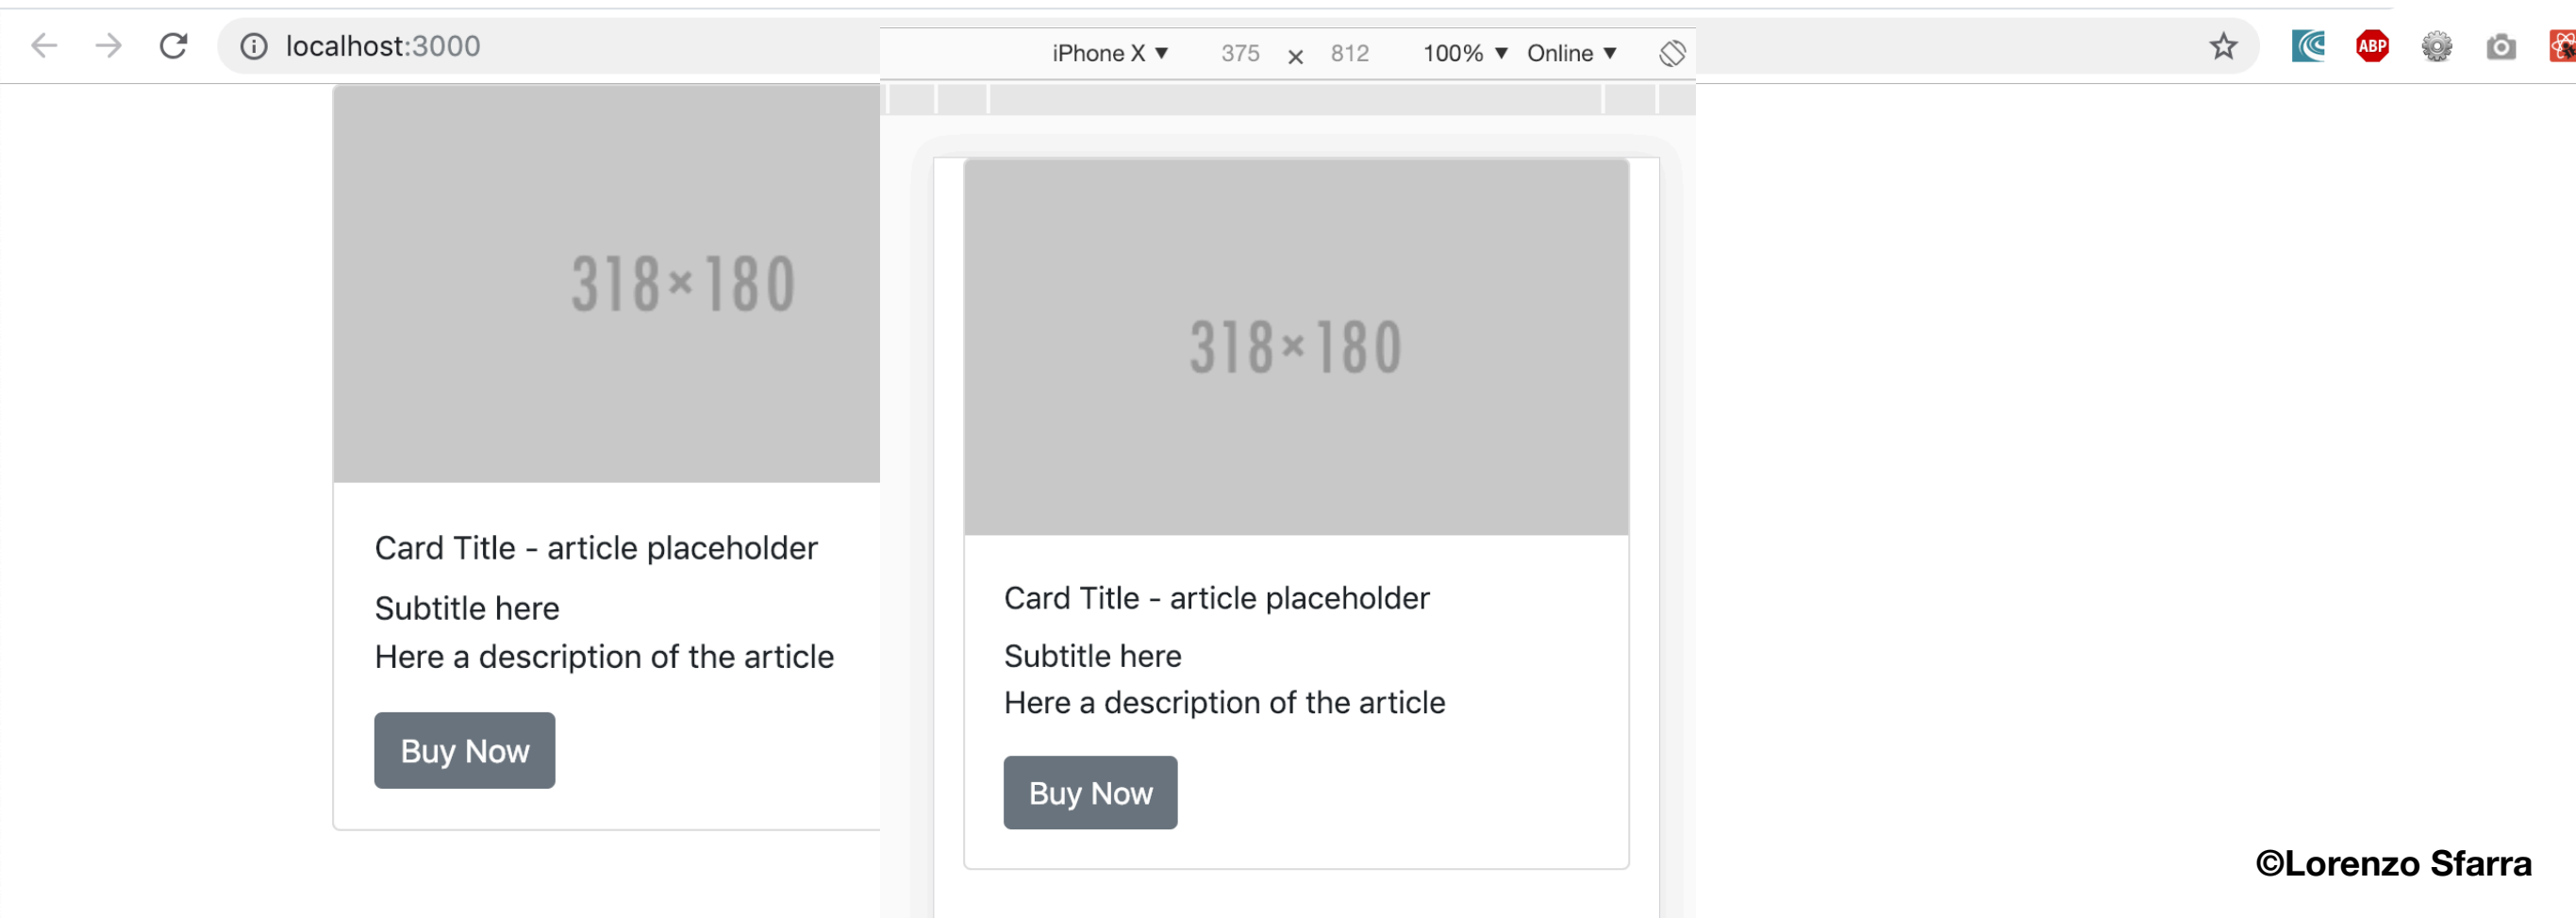 localhost:3000
ABP
iPhone X ▼ 375 × 812 100% ▼ Online ▼
318×180
Card Title - article placeholder
Subtitle here
Here a description of the article
Buy Now
318×180
Card Title - article placeholder
Subtitle here
Here a description of the article
Buy Now
©Lorenzo Sfarra